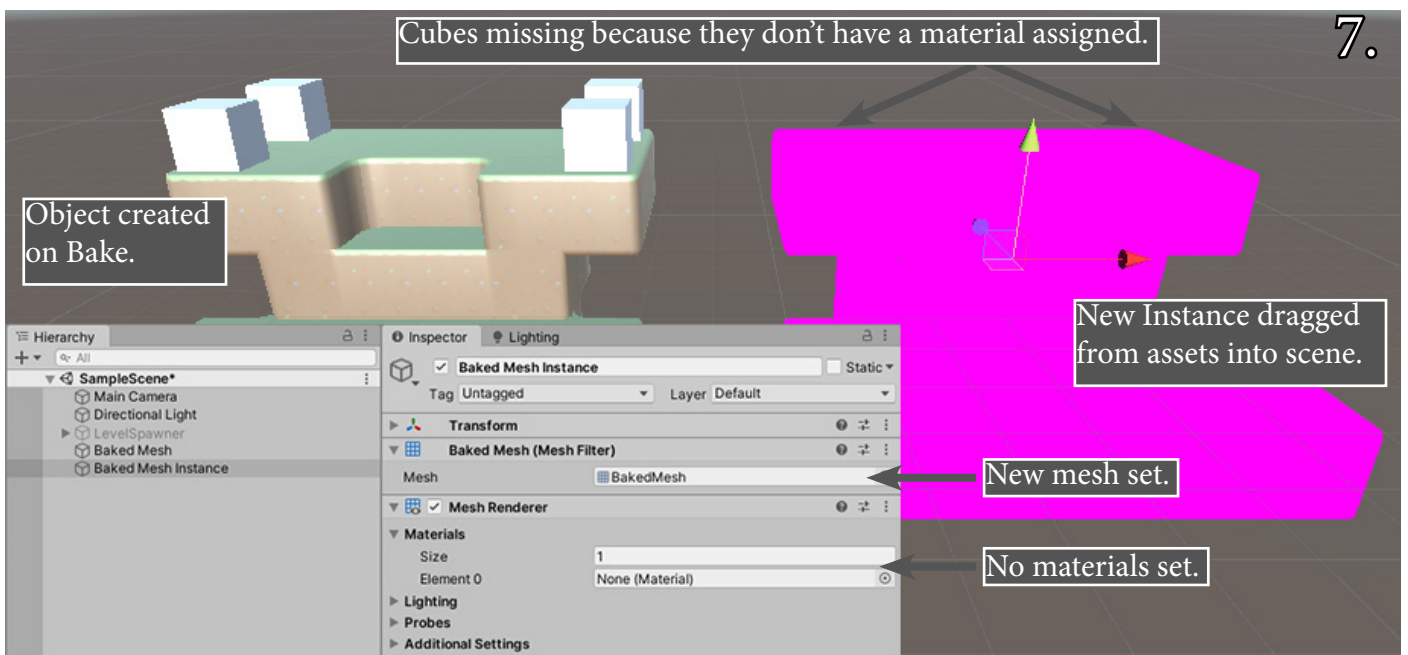 Cubes missing because they don’t have a material assigned.
7.
Object created
on Bake.
New Instance dragged
from assets into scene.
Hierarchy
All
SampleScene*
Main Camera
Directional Light
LevelSpawner
Baked Mesh
Baked Mesh Instance
Inspector
Lighting
Baked Mesh Instance
Static
Tag Untagged
Layer Default
Transform
Baked Mesh (Mesh Filter)
Mesh
BakedMesh
New mesh set.
Mesh Renderer
Materials
Size
1
Element 0
None (Material)
No materials set.
Lighting
Probes
Additional Settings